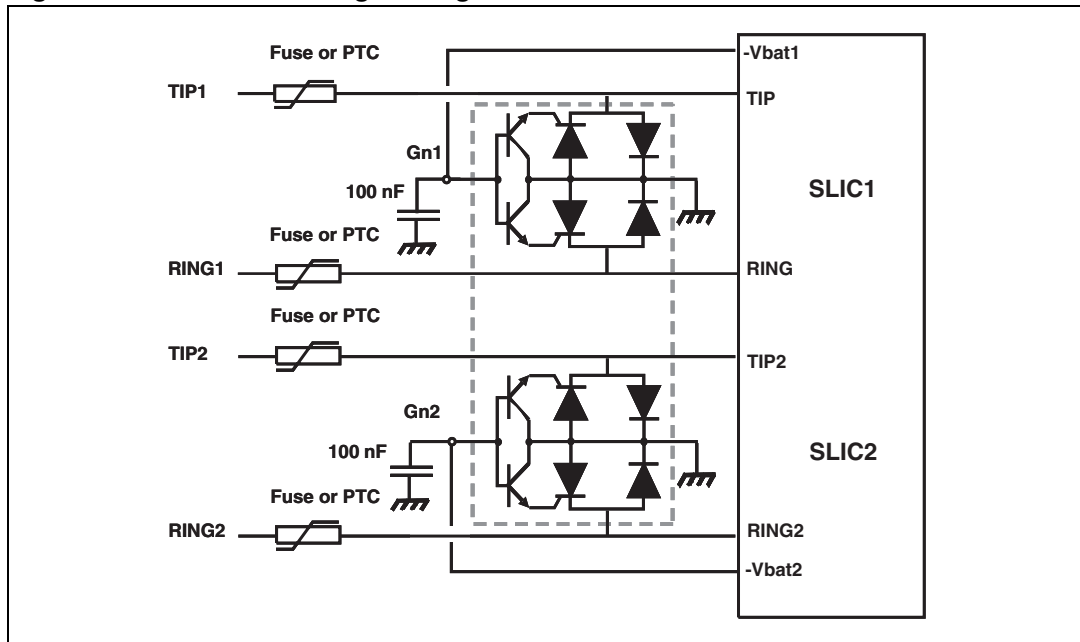 Fuse or PTC
-Vbat1
TIP1
TIP
Gn1
100 nF
SLIC1
Fuse or PTC
RING1
RING
Fuse or PTC
TIP2
TIP2
Gn2
100 nF
SLIC2
Fuse or PTC
RING2
RING2
-Vbat2